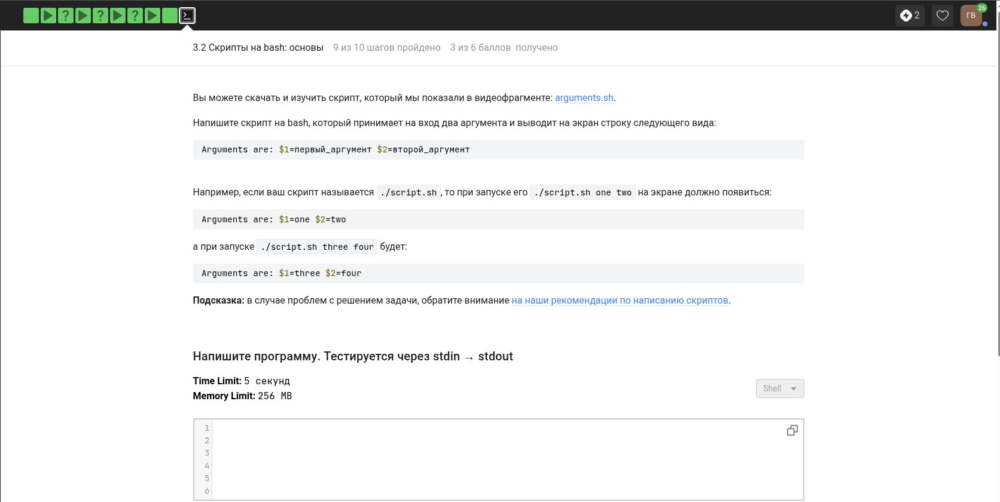 ? ? ?
2
ГВ
26
3.2 Скрипты на bash: основы 9 из 10 шагов пройдено 3 из 6 баллов получено
Вы можете скачать и изучить скрипт, который мы показали в видеофрагменте: arguments.sh.
Напишите скрипт на bash, который принимает на вход два аргумента и выводит на экран строку следующего вида:
Arguments are: $1=первый_аргумент $2=второй_аргумент
Например, если ваш скрипт называется ./script.sh, то при запуске его ./script.sh one two на экране должно появиться:
Arguments are: $1=one $2=two
а при запуске ./script.sh three four будет:
Arguments are: $1=three $2=four
Подсказка: в случае проблем с решением задачи, обратите внимание на наши рекомендации по написанию скриптов.
Напишите программу. Тестируется через stdin → stdout
Time Limit: 5 секунд
Memory Limit: 256 MB
Shell
1
2
3
4
5
6